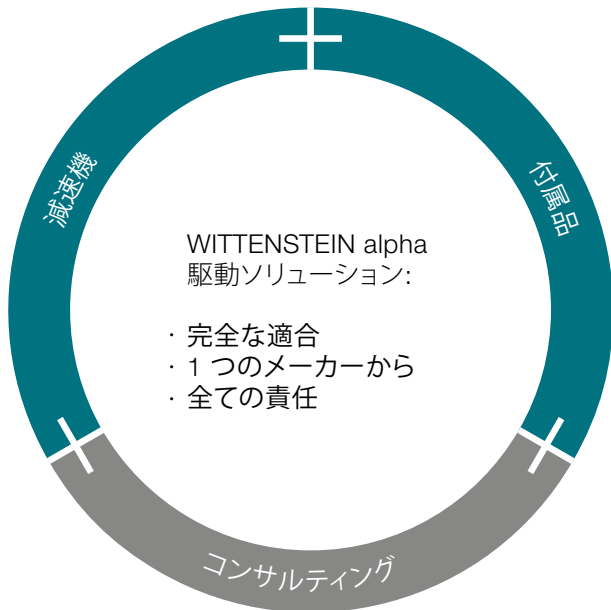 減速機
付属品
WITTENSTEIN alpha
駆動ソリューション:
· 完全な適合
· 1 つのメーカーから
· 全ての責任
コンサルティング